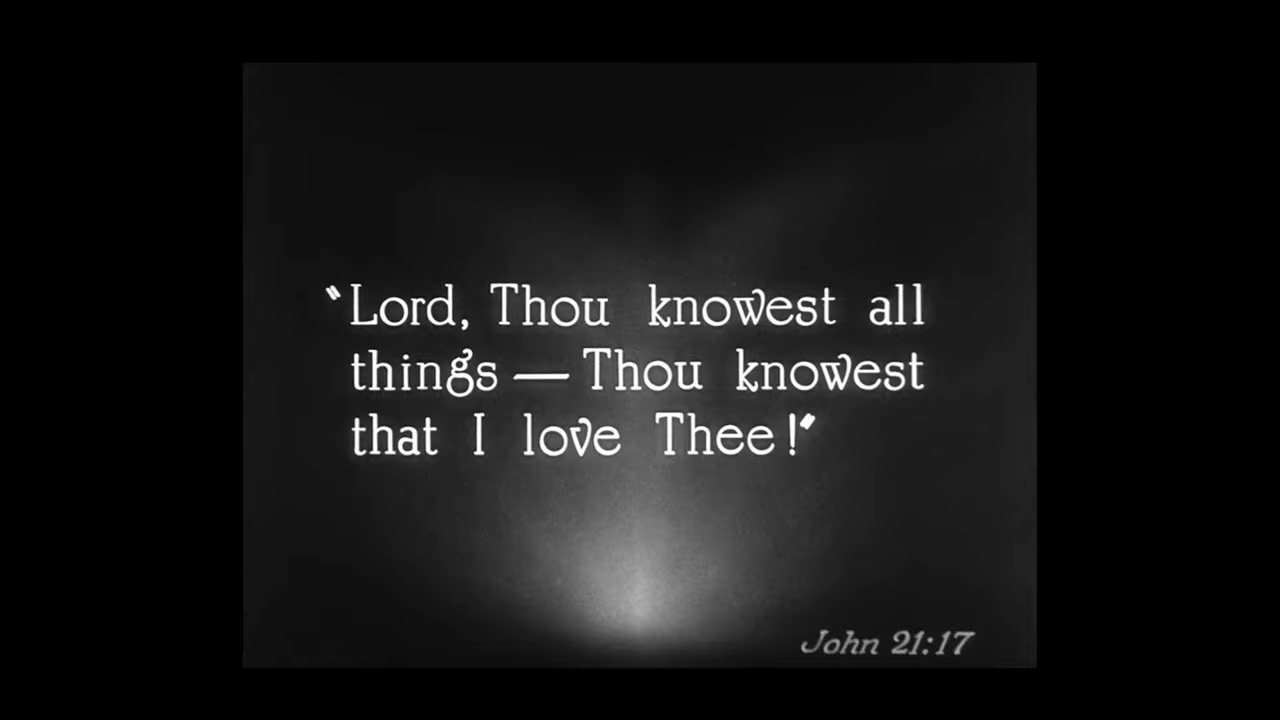 "Lord, Thou knowest all
things — Thou knowest
that I love Thee!"
John 21:17